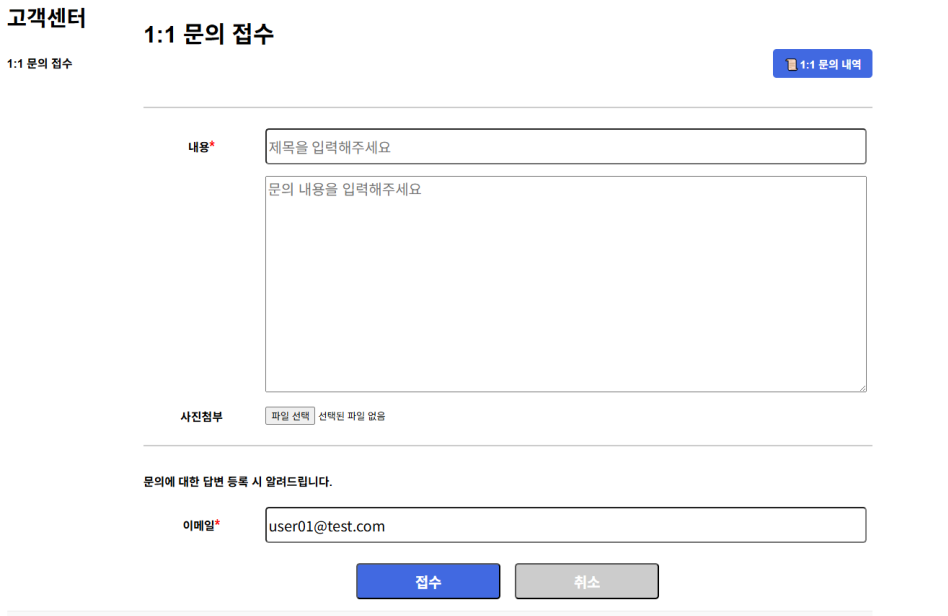 고객센터
1:1 문의 접수
1:1 문의 접수
📜 1:1 문의 내역
내용*
제목을 입력해주세요
문의 내용을 입력해주세요
사진첨부 파일 선택 선택된 파일 없음
문의에 대한 답변 등록 시 알려드립니다.
이메일* user01@test.com
접수 취소